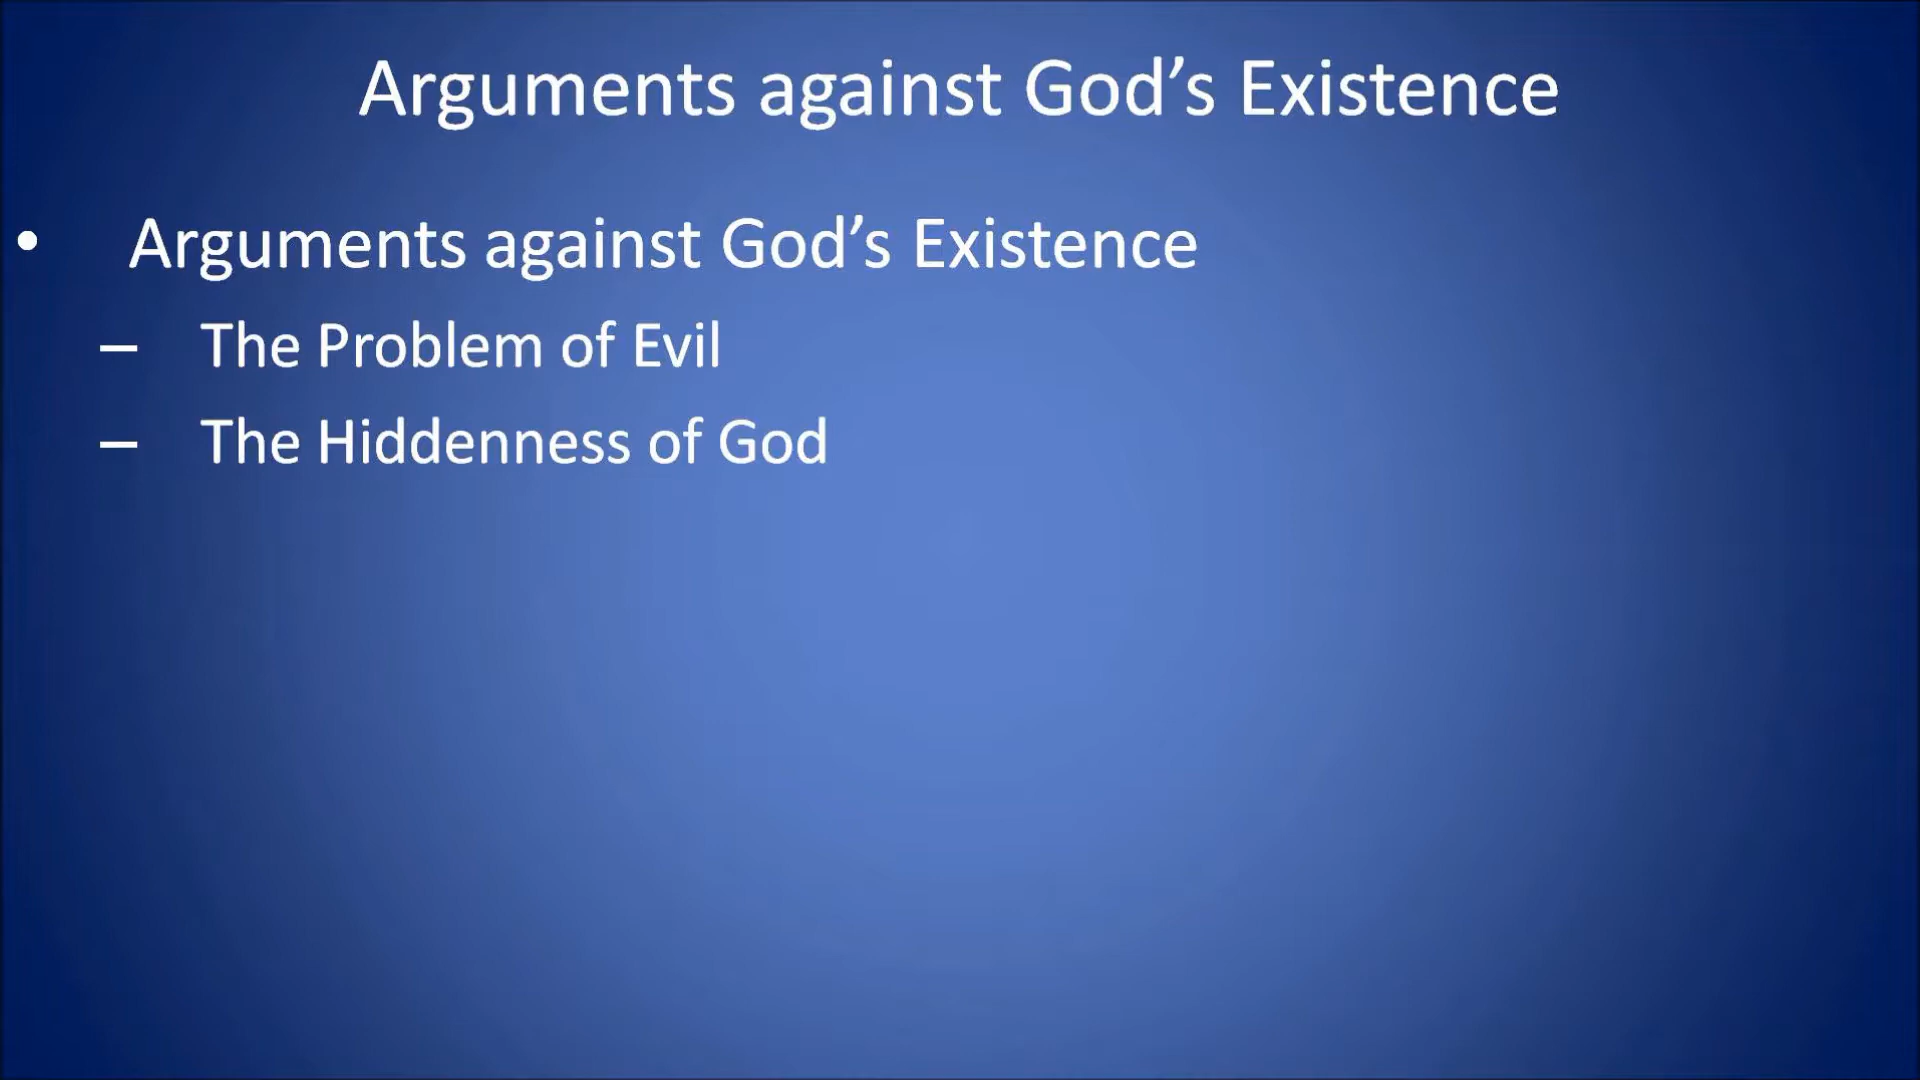 Arguments against God’s Existence
• Arguments against God’s Existence
– The Problem of Evil
– The Hiddenness of God